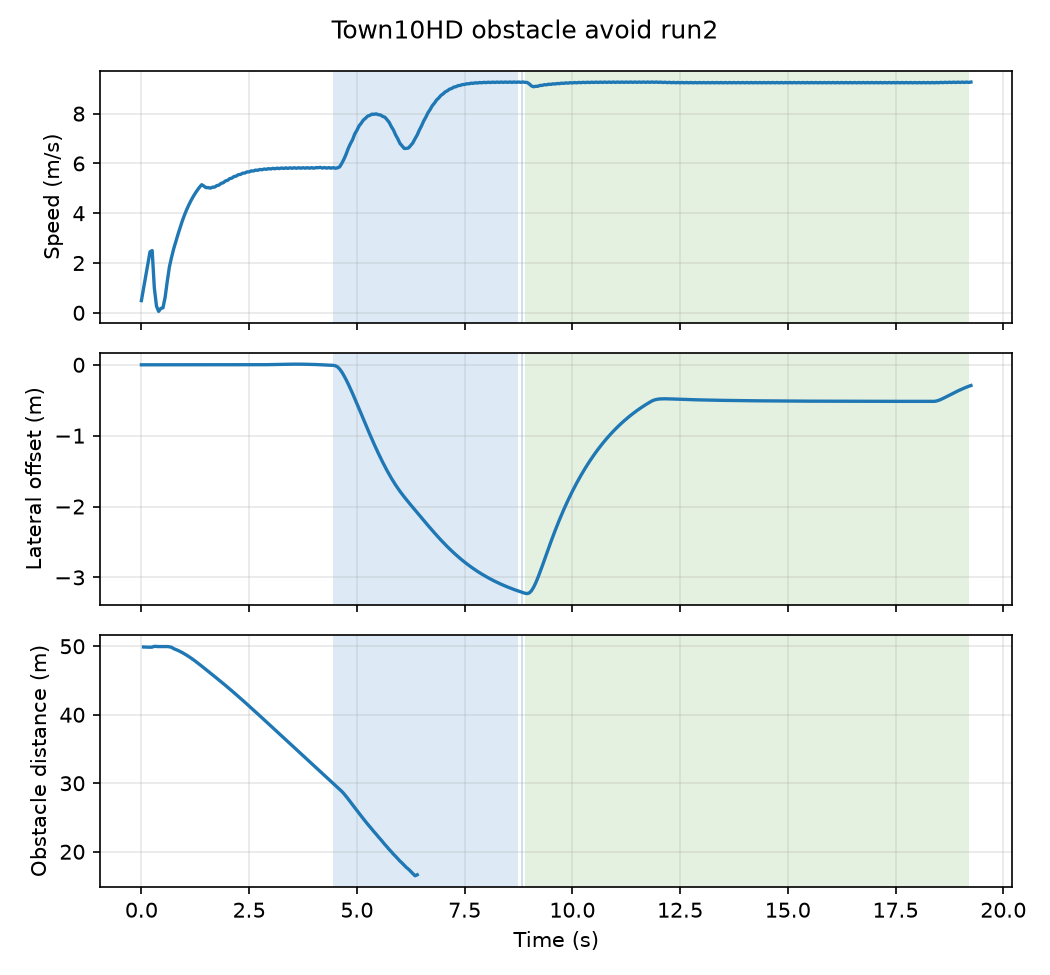 Town10HD obstacle avoid run2
Speed (m/s)
8
6
4
2
0
Lateral offset (m)
0
−1
−2
−3
Obstacle distance (m)
50
40
30
20
0.0 2.5 5.0 7.5 10.0 12.5 15.0 17.5 20.0
Time (s)